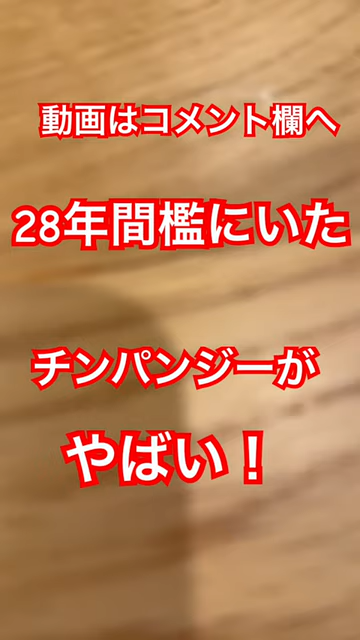 動画はコメント欄へ
28年間檻にいた
チンパンジーが
やばい！